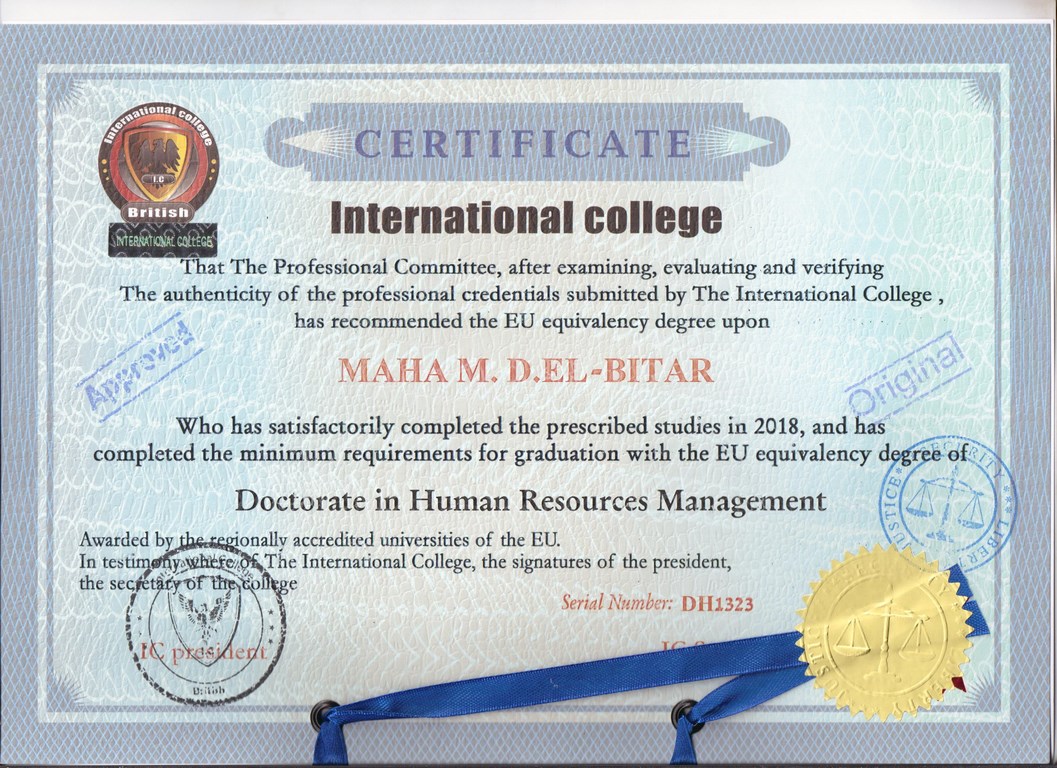 CERTIFICATE
International college
I.C
British
INTERNATIONAL COLLEGE
International college
That The Professional Committee, after examining, evaluating and verifying
The authenticity of the professional credentials submitted by The International College ,
has recommended the EU equivalency degree upon
Approved
MAHA M. D.EL-BITAR
Original
Who has satisfactorily completed the prescribed studies in 2018, and has
completed the minimum requirements for graduation with the EU equivalency degree of
SECURITY
JUSTICE
LIBER
Doctorate in Human Resources Management
Awarded by the regionally accredited universities of the EU.
In testimony where of The International College, the signatures of the president,
the secretary of the college
Serial Number: DH1323
IC president
IC
British